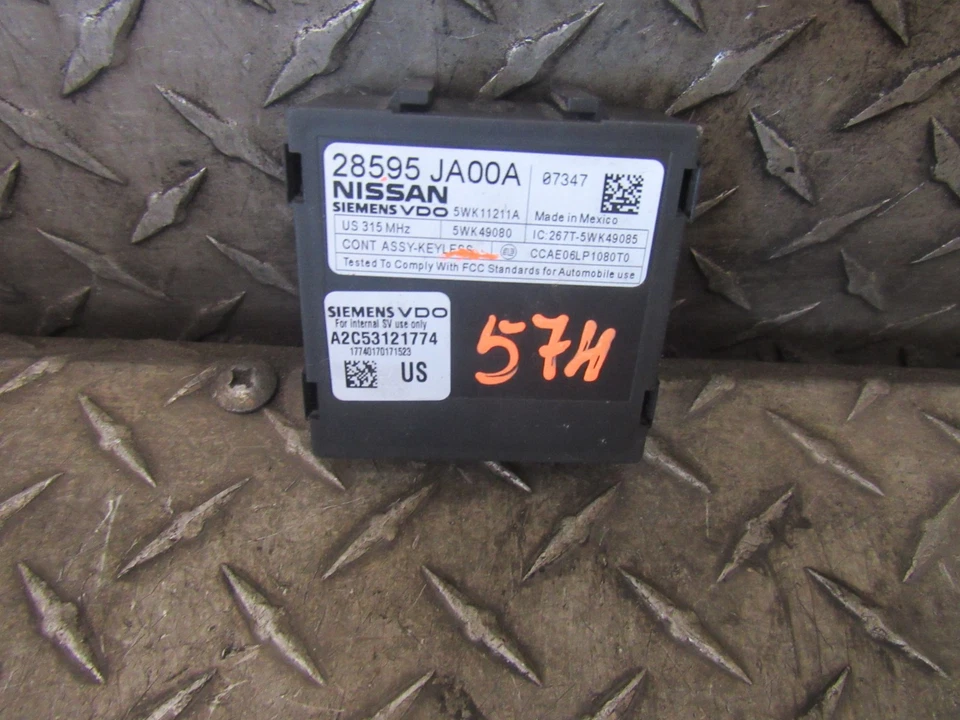 28595 JA00A 07347
NISSAN
SIEMENS VDO 5WK11211A Made in Mexico
US 315 MHz 5WK49080 IC:267T-5WK49085
CONT ASSY-KEYLESS CCAE06LP1080T0
Tested To Comply With FCC Standards for Automobile use
SIEMENS VDO
For internal SV use only
A2C53121774
17740170171523
US
57H